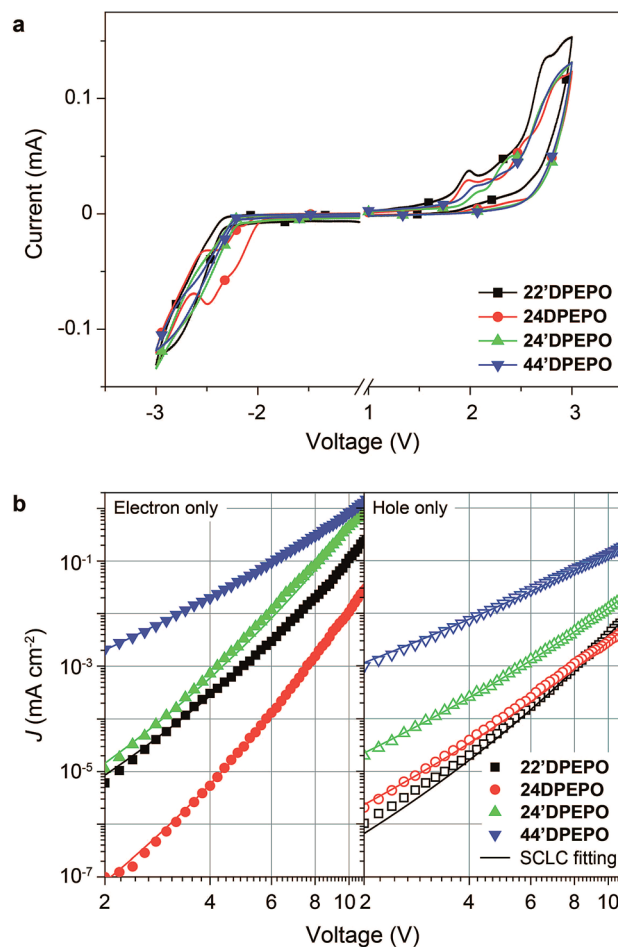 a
0.1
0
-0.1
Current (mA)
22'DPEPO
24DPEPO
24'DPEPO
44'DPEPO
-3
-2
1
2
3
Voltage (V)
b
Electron only
Hole only
10⁻¹
10⁻³
10⁻⁵
10⁻⁷
J (mA cm⁻²)
22'DPEPO
24DPEPO
24'DPEPO
44'DPEPO
SCLC fitting
2 4 6 8 10 2 4 6 8 10
Voltage (V)